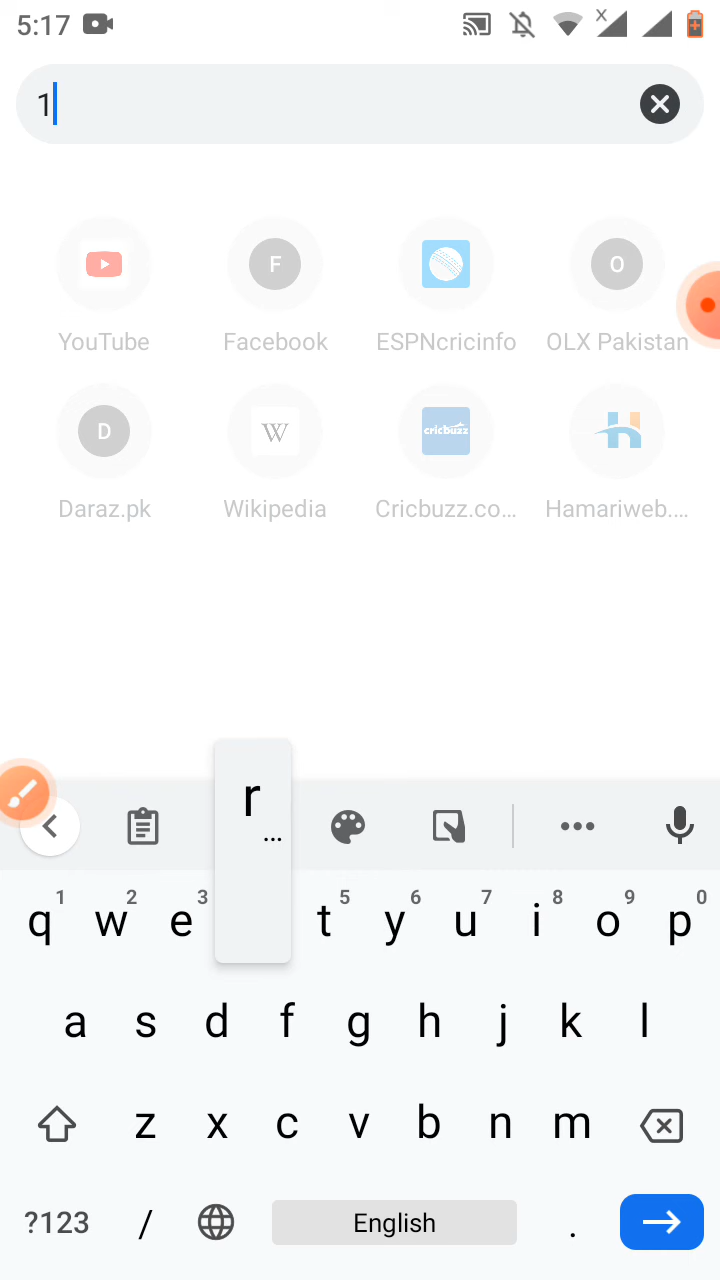 5:17
1
YouTube
F
Facebook
ESPNcricinfo
O
OLX Pakistan
D
Daraz.pk
W
Wikipedia
cricbuzz
Cricbuzz.co...
H
Hamariweb....
r
...
1 2 3 5 6 7 8 9 0
q w e t y u i o p
a s d f g h j k l
z x c v b n m
?123 / English .